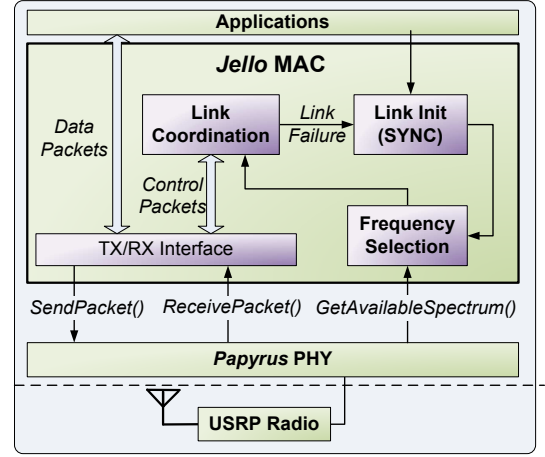 Applications
Jello MAC
Data
Packets
Link
Coordination
Link
Failure
Link Init
(SYNC)
Control
Packets
Frequency
Selection
TX/RX Interface
SendPacket()
ReceivePacket()
GetAvailableSpectrum()
Papyrus PHY
USRP Radio